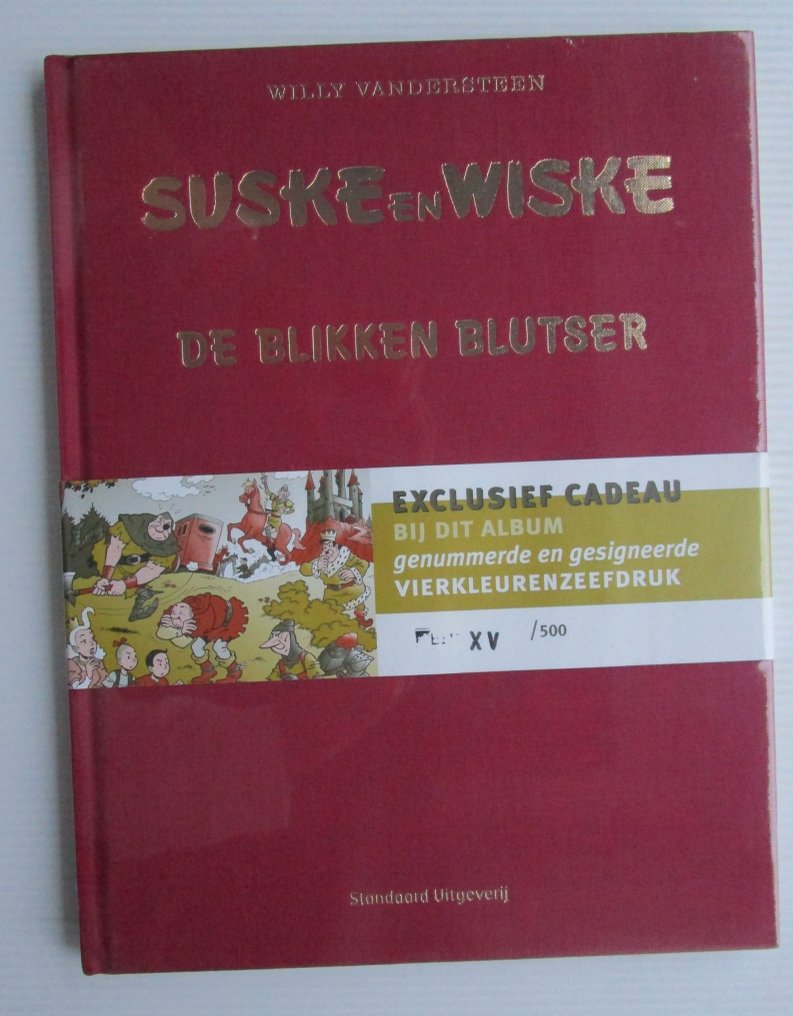 WILLY VANDERSTEEN
SUSKE EN WISKE
DE BLIKKEN BLUTSER
EXCLUSIEF CADEAU
BIJ DIT ALBUM
genummerde en gesigneerde
VIERKLEURENZEEFDRUK
XV /500
Standaard Uitgeverij